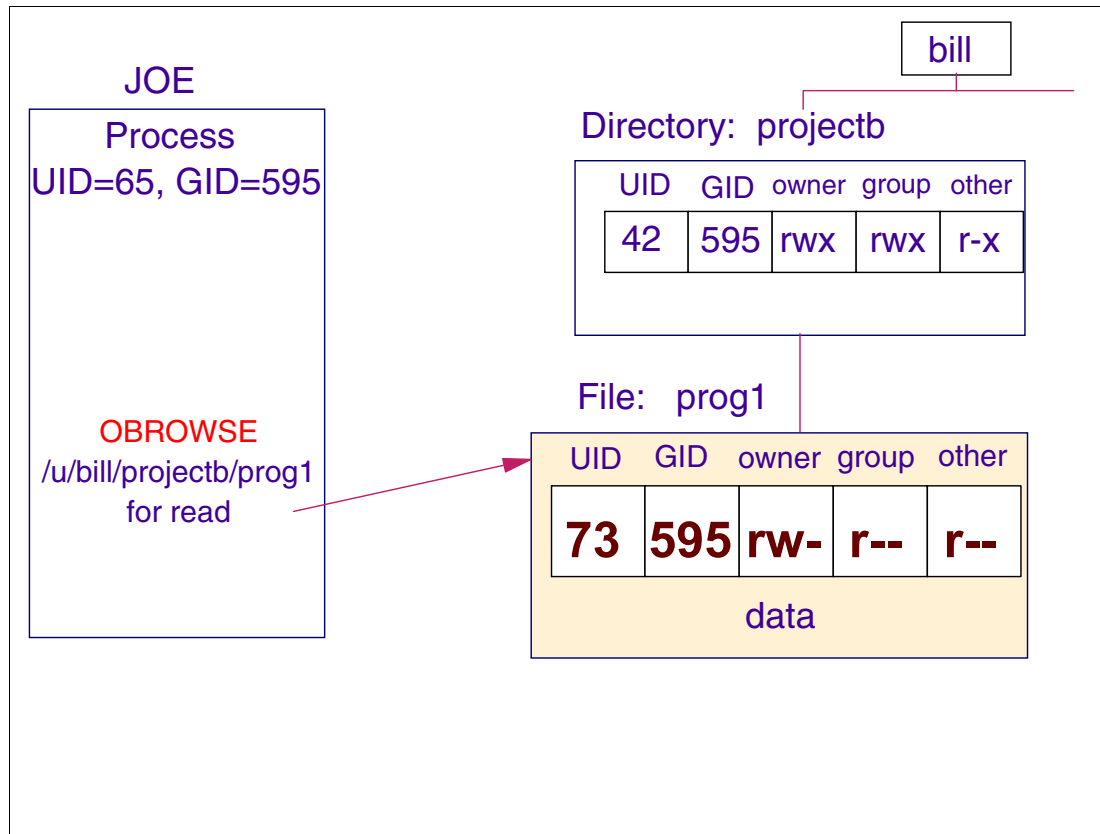 JOE
Process
UID=65, GID=595
OBROWSE
/u/bill/projectb/prog1
for read
bill
Directory: projectb
UID GID owner group other
42 595 rwx rwx r-x
File: prog1
UID GID owner group other
73 595 rw- r-- r--
data